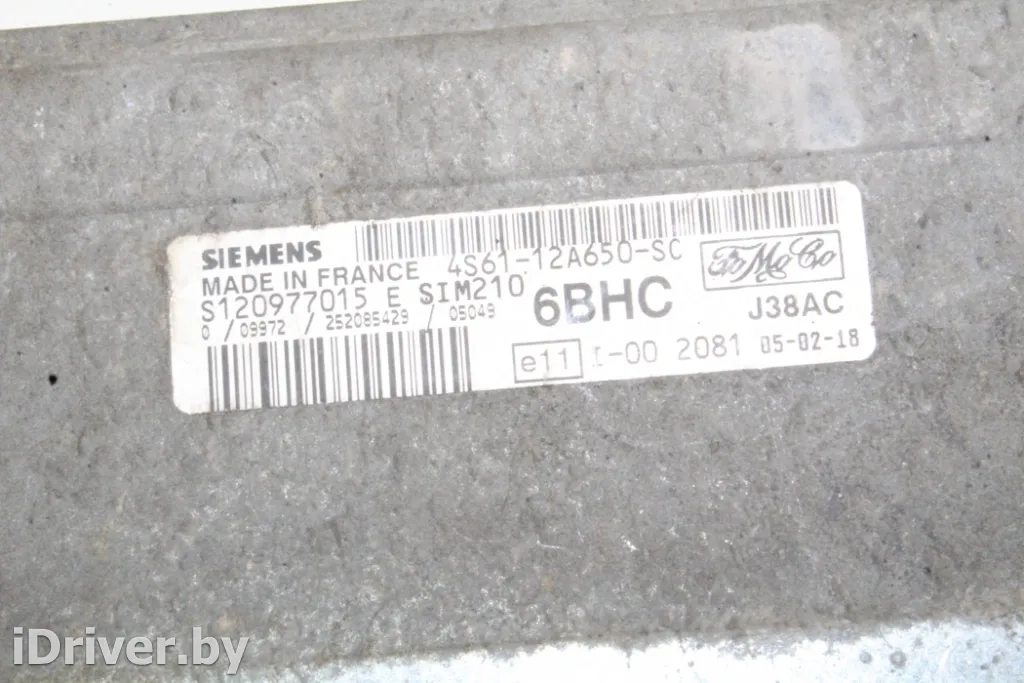 SIEMENS
MADE IN FRANCE 4S61-12A650-SC
S120977015 E SIM210
0 / 09972 / 252085429 / 05049
6BHC
FoMoCo
J38AC
e11 I-00 2081 05-02-18
iDriver.by